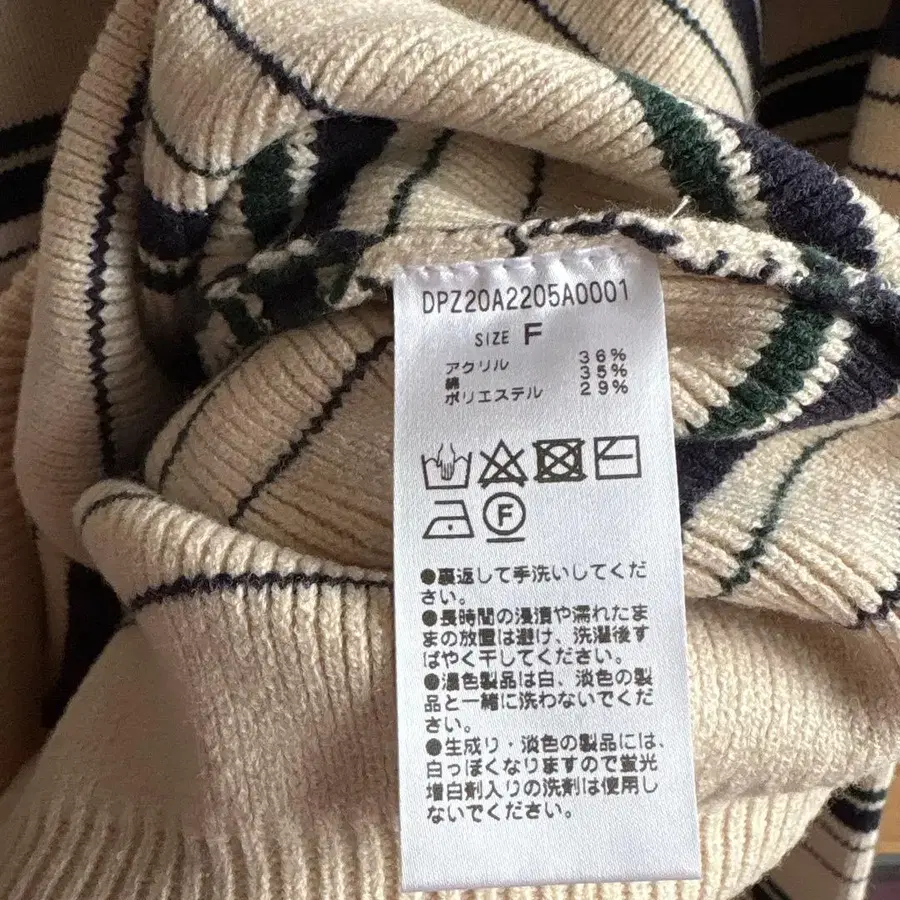 DPZ20A2205A0001
SIZE F
アクリル 36%
綿 35%
ポリエステル 29%
F
●裏返して手洗いしてくだ
さい。
●長時間の浸漬や濡れたま
まの放置は避け、洗濯後す
ばやく干してください。
●濃色製品は白、淡色の製
品と一緒に洗わないでくだ
さい。
●生成り・淡色の製品には、
白っぽくなりますので蛍光
増白剤入りの洗剤は使用し
ないでください。